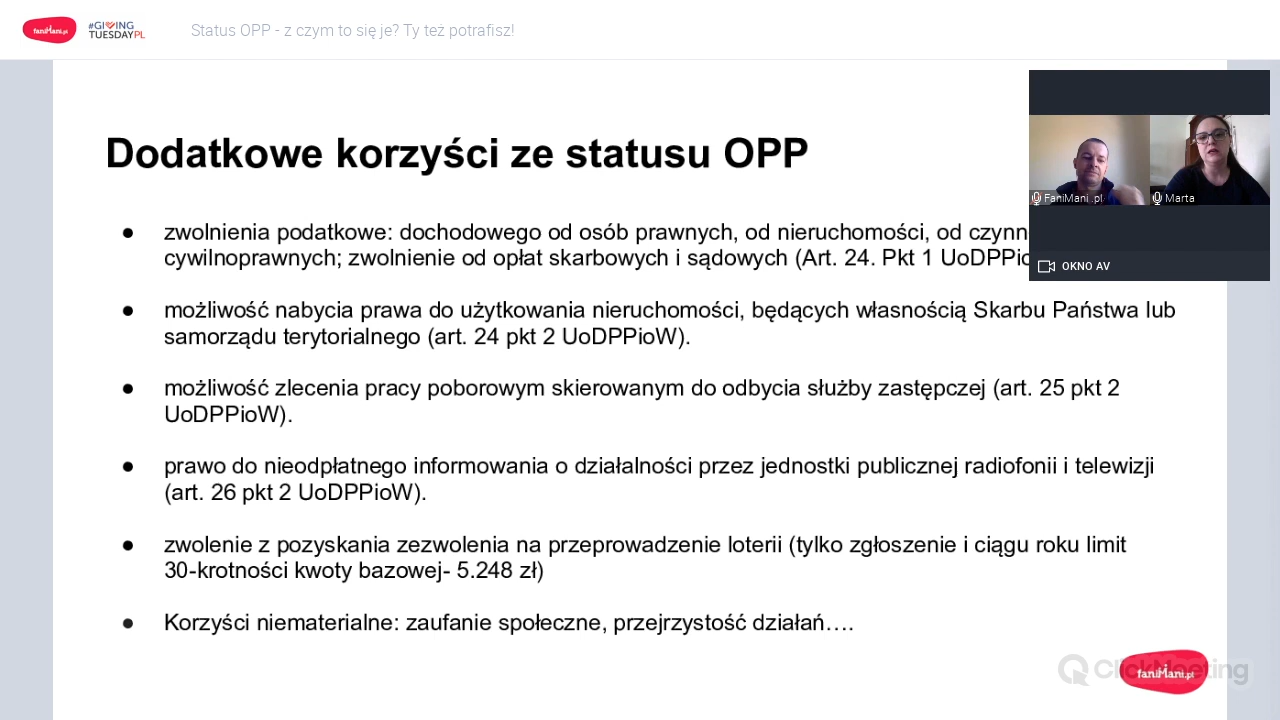 faniMani.pl
#GIVING
TUESDAYPL
Status OPP - z czym to się je? Ty też potrafisz!
Dodatkowe korzyści ze statusu OPP
● zwolnienia podatkowe: dochodowego od osób prawnych, od nieruchomości, od
cywilnoprawnych; zwolnienie od opłat skarbowych i sądowych (Art. 24. Pkt 1
● możliwość nabycia prawa do użytkowania nieruchomości, będących własnością Skarbu Państwa lub
samorządu terytorialnego (art. 24 pkt 2 UoDPPioW).
● możliwość zlecenia pracy poborowym skierowanym do odbycia służby zastępczej (art. 25 pkt 2
UoDPPioW).
● prawo do nieodpłatnego informowania o działalności przez jednostki publicznej radiofonii i telewizji
(art. 26 pkt 2 UoDPPioW).
● zwolenie z pozyskania zezwolenia na przeprowadzenie loterii (tylko zgłoszenie i ciągu roku limit
30-krotności kwoty bazowej- 5.248 zł)
● Korzyści niematerialne: zaufanie społeczne, przejrzystość działań….
FaniMani .pl
Marta
OKNO AV
ClickMeeting
faniMani.pl